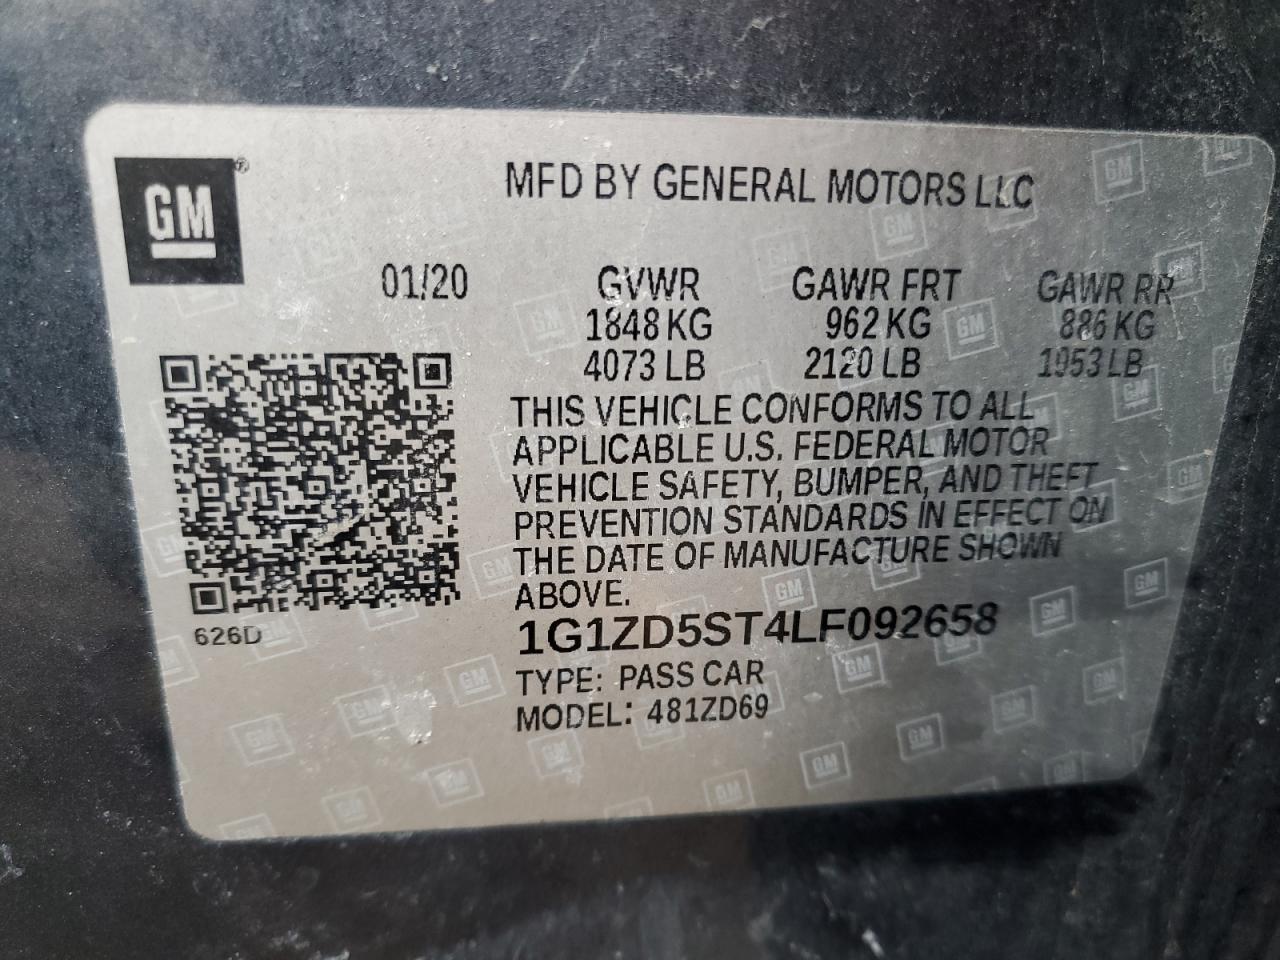 GM®
MFD BY GENERAL MOTORS LLC
01/20 GVWR GAWR FRT GAWR RR
1848 KG 962 KG 886 KG
4073 LB 2120 LB 1953 LB
THIS VEHICLE CONFORMS TO ALL
APPLICABLE U.S. FEDERAL MOTOR
VEHICLE SAFETY, BUMPER, AND THEFT
PREVENTION STANDARDS IN EFFECT ON
THE DATE OF MANUFACTURE SHOWN
ABOVE.
626D
1G1ZD5ST4LF092658
TYPE: PASS CAR
MODEL: 481ZD69